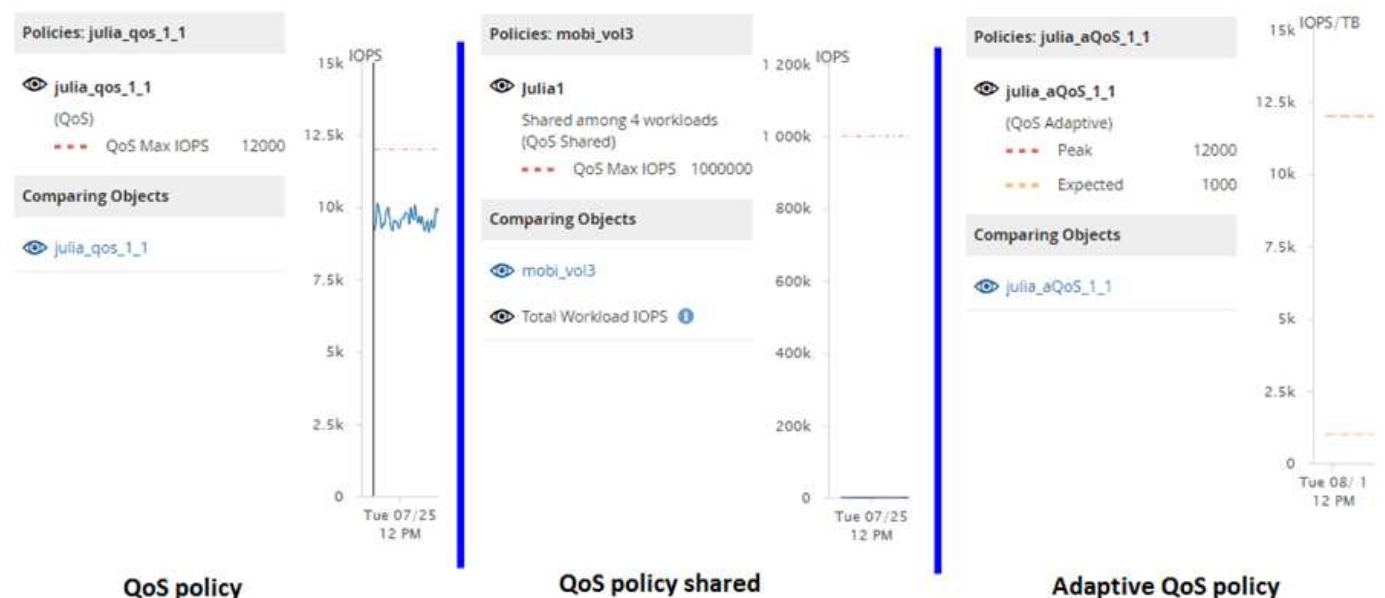 Policies: julia_qos_1_1
julia_qos_1_1
(QoS)
QoS Max IOPS 12000
Comparing Objects
julia_qos_1_1
IOPS
15k
12.5k
10k
7.5k
5k
2.5k
0
Tue 07/25
12 PM
QoS policy
Policies: mobi_vol3
Julia1
Shared among 4 workloads
(QoS Shared)
QoS Max IOPS 1000000
Comparing Objects
mobi_vol3
Total Workload IOPS
IOPS
1 200k
1 000k
800k
600k
400k
200k
0
Tue 07/25
12 PM
QoS policy shared
Policies: julia_aQoS_1_1
julia_aQoS_1_1
(QoS Adaptive)
Peak 12000
Expected 1000
Comparing Objects
julia_aQoS_1_1
IOPS/TB
15k
12.5k
10k
7.5k
5k
2.5k
0
Tue 08/ 1
12 PM
Adaptive QoS policy